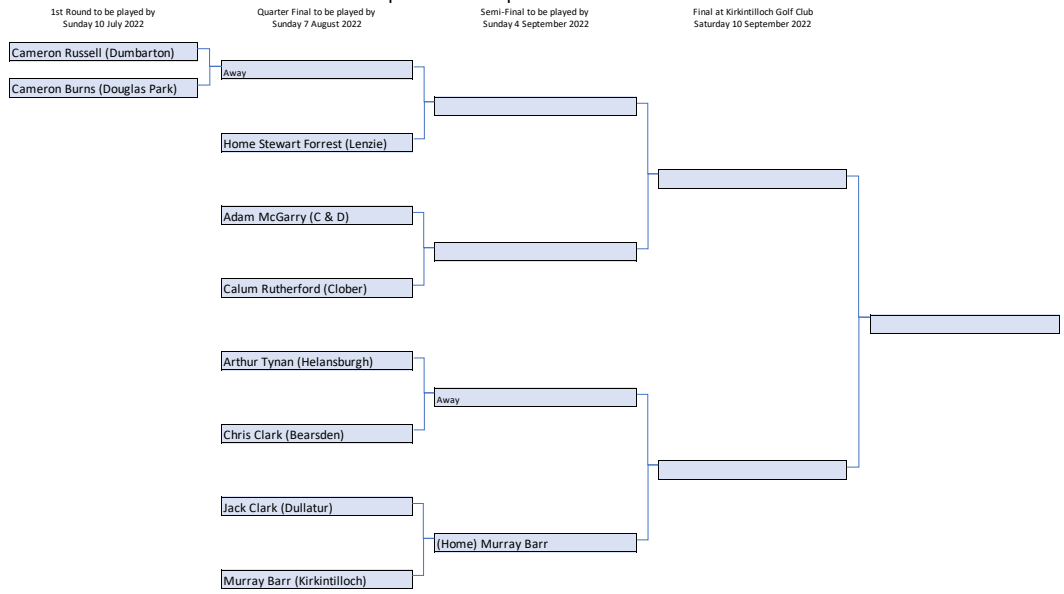 1st Round to be played by
Sunday 10 July 2022
Quarter Final to be played by
Sunday 7 August 2022
Semi-Final to be played by
Sunday 4 September 2022
Final at Kirkintilloch Golf Club
Saturday 10 September 2022
Cameron Russell (Dumbarton)
Cameron Burns (Douglas Park)
Away
Home Stewart Forrest (Lenzie)
Adam McGarry (C & D)
Calum Rutherford (Clober)
Arthur Tynan (Helansburgh)
Chris Clark (Bearsden)
Jack Clark (Dullatur)
Murray Barr (Kirkintilloch)
Away
(Home) Murray Barr